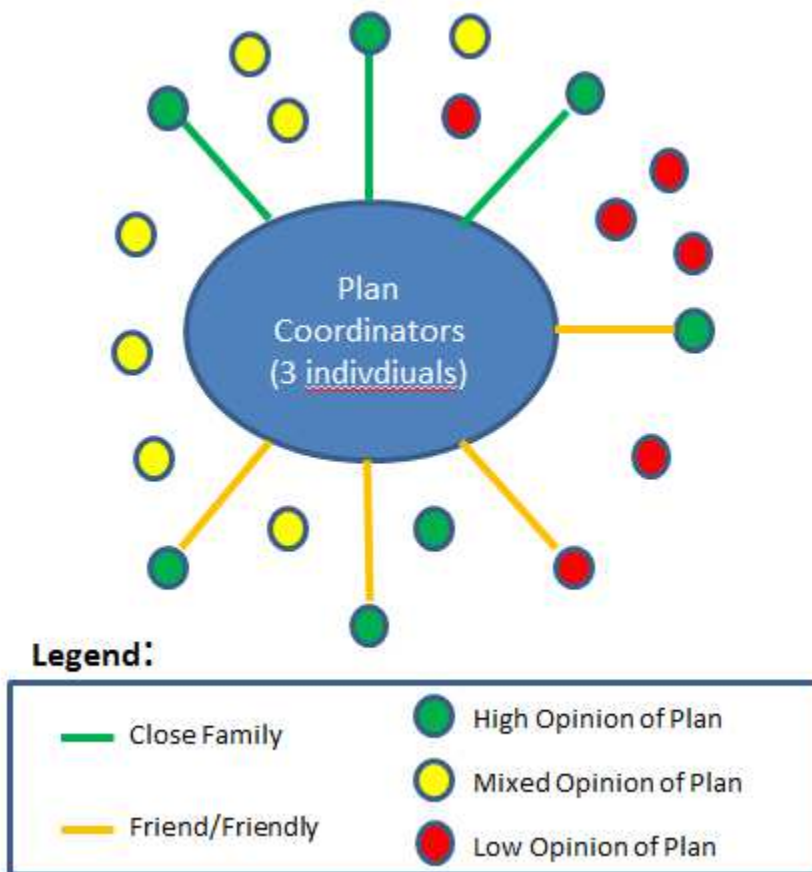 Plan
Coordinators
(3 indivdiuals)
Legend:
Close Family
High Opinion of Plan
Mixed Opinion of Plan
Friend/Friendly
Low Opinion of Plan